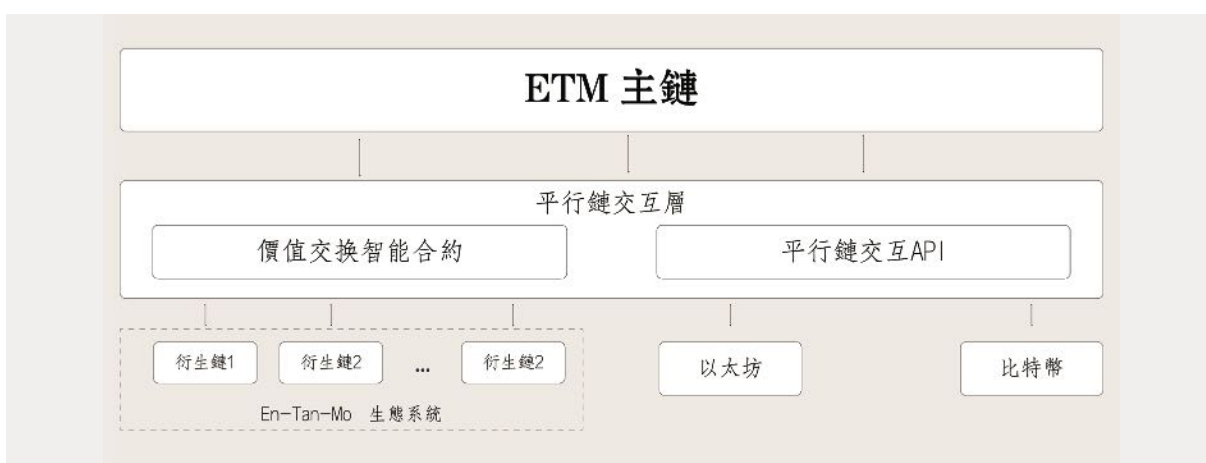 ETM 主鏈
平行鏈交互層
價值交换智能合約
平行鏈交互API
衍生鏈1
衍生鏈2
...
衍生鏈2
以太坊
比特幣
En-Tan-Mo 生態系統